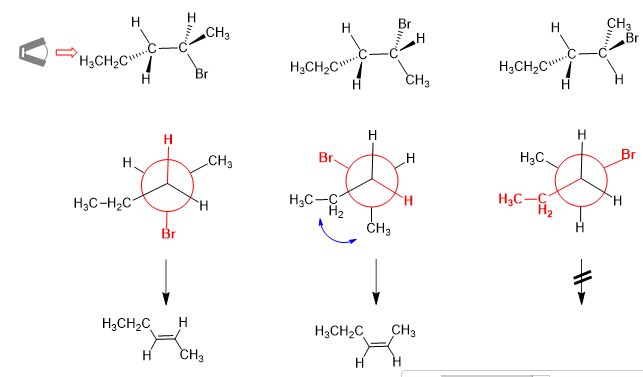 H H CH₃
H₃CH₂C C C
H Br
H Br H
H₃CH₂C C C
H CH₃
H CH₃ Br
H₃CH₂C C C
H H
H
H CH₃
H₃C-H₂C H
Br
H
Br H
H₃C C H₂ H
CH₃
H
H₃C Br
H₃C C H₂ H
H
H₃CH₂C H
H CH₃
H₃CH₂C CH₃
H H